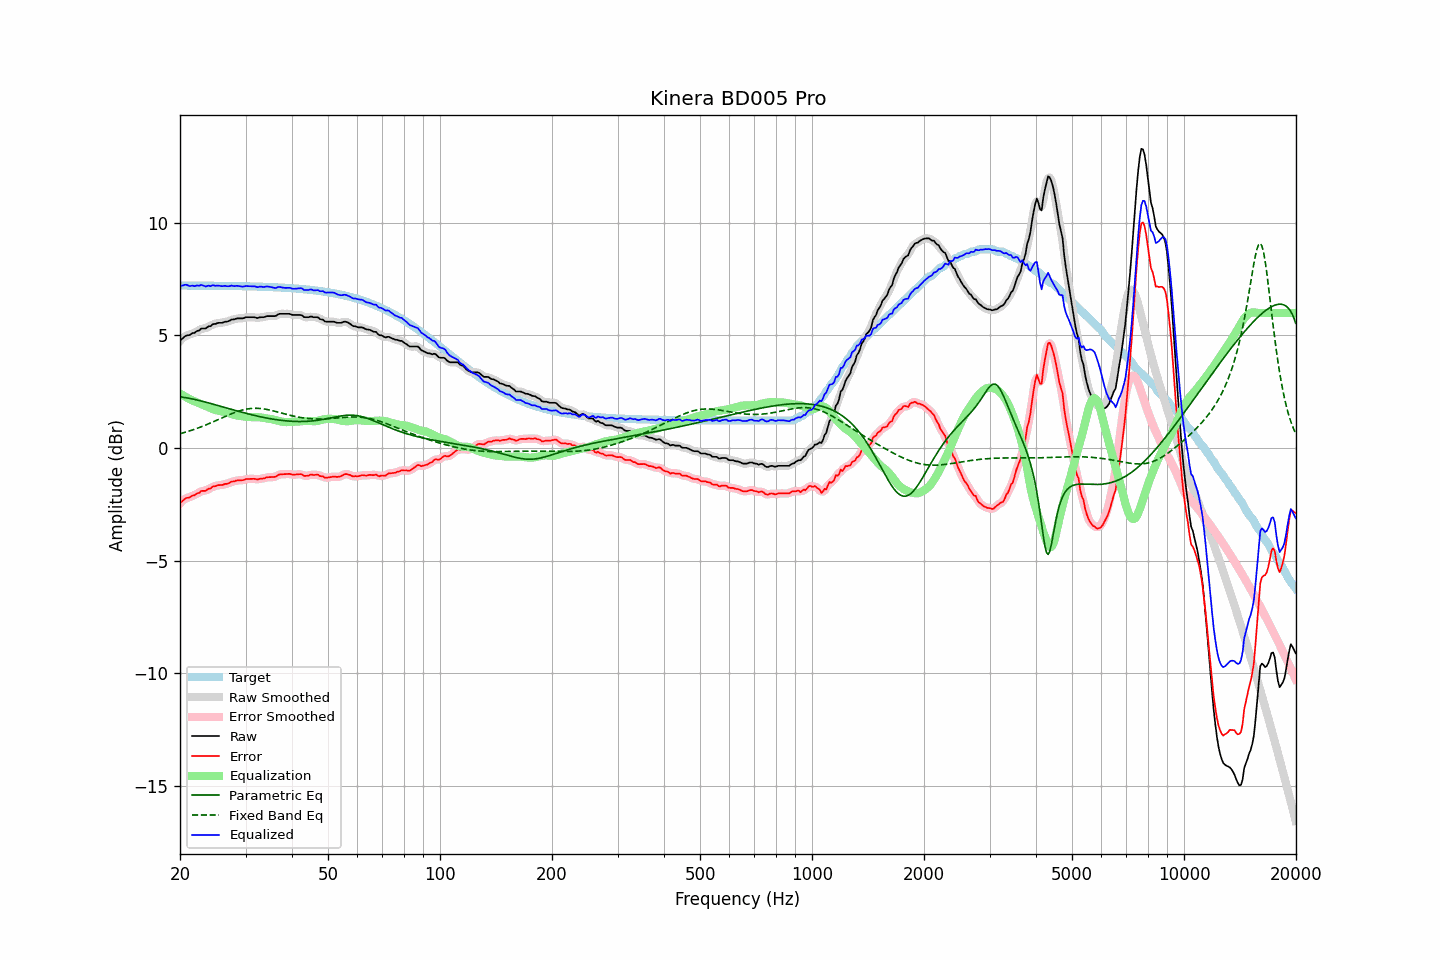 Kinera BD005 Pro
Amplitude (dBr)
10
5
0
−5
−10
−15
Target
Raw Smoothed
Error Smoothed
Raw
Error
Equalization
Parametric Eq
Fixed Band Eq
Equalized
20 50 100 200 500 1000 2000 5000 10000 20000
Frequency (Hz)